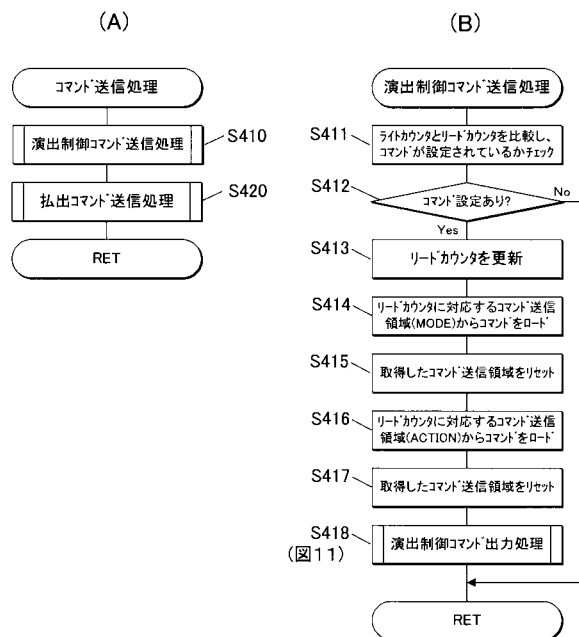 (A)
コマンド送信処理
演出制御コマンド送信処理
S410
払出コマンド送信処理
S420
RET
(B)
演出制御コマンド送信処理
S411
ライトカウンタとリードカウンタを比較し、
コマンドが設定されているかチェック
S412
コマンド設定あり?
No
Yes
S413
リードカウンタを更新
S414
リードカウンタに対応するコマンド送信
領域(MODE)からコマンドをロード
S415
取得したコマンド送信領域をリセット
S416
リードカウンタに対応するコマンド送信
領域(ACTION)からコマンドをロード
S417
取得したコマンド送信領域をリセット
S418
(図11)
演出制御コマンド出力処理
RET